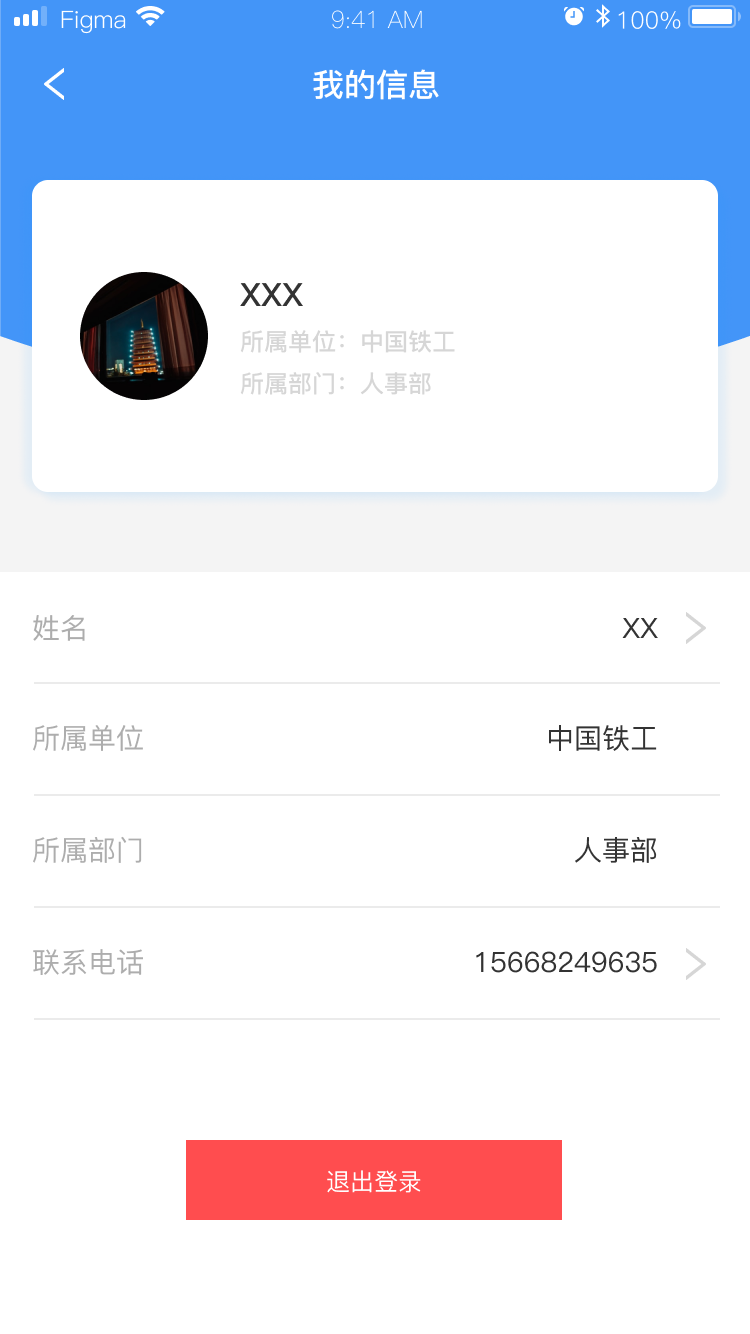 Figma 9:41 AM 100%
我的信息
XXX
所属单位：中国铁工
所属部门：人事部
姓名 XX
所属单位 中国铁工
所属部门 人事部
联系电话 15668249635
退出登录